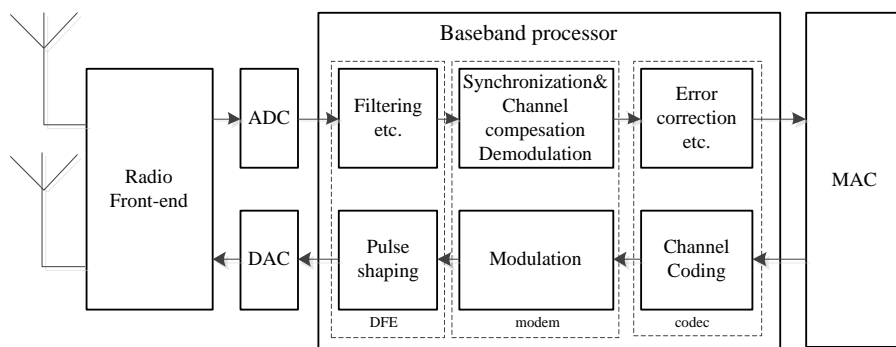 Baseband processor
Radio
Front-end
ADC
Filtering
etc.
Synchronization&
Channel
compesation
Demodulation
Error
correction
etc.
MAC
DAC
Pulse
shaping
Modulation
Channel
Coding
DFE
modem
codec